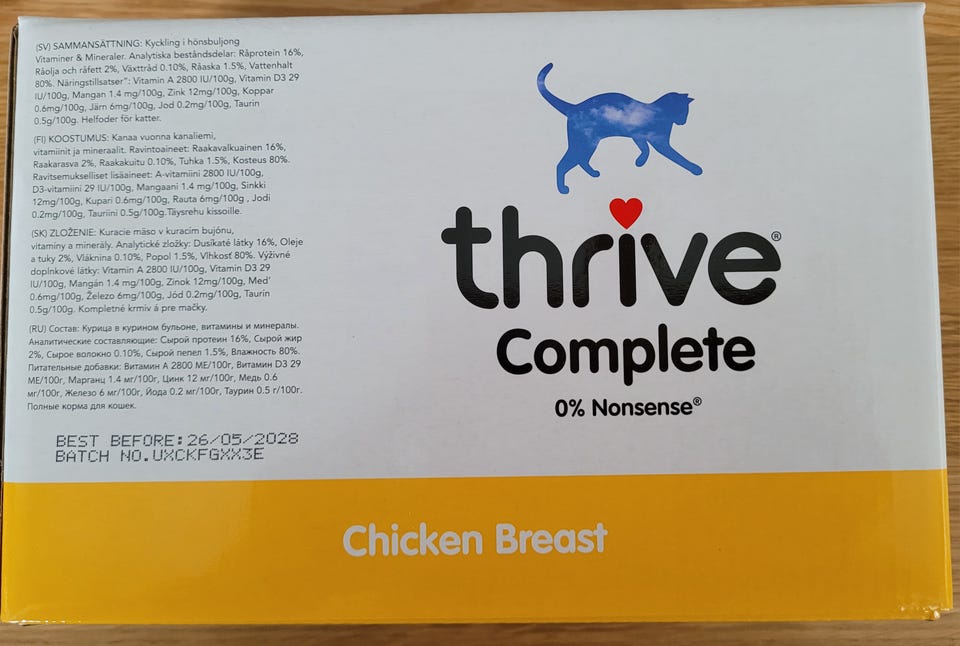 (SV) SAMMANSÄTTNING: Kyckling i hönsbuljong
Vitaminer & Mineraler. Analytiska beståndsdelar: Råprotein 16%,
Råolja och råfett 2%, Växttråd 0.10%, Råaska 1.5%, Vattenhalt
80%. Näringstillsatser": Vitamin A 2800 IU/100g, Vitamin D3 29
IU/100g, Mangan 1.4 mg/100g, Zink 12mg/100g, Koppar
0.6mg/100g, Järn 6mg/100g, Jod 0.2mg/100g, Taurin
0.5g/100g. Helfoder för katter.
(FI) KOOSTUMUS: Kanaa vuonna kanaliemi,
vitamiinit ja mineraalit. Ravintoaineet: Raakavalkuainen 16%,
Raakarasva 2%, Raakakuitu 0.10%, Tuhka 1.5%, Kosteus 80%.
Ravitsemukselliset lisäaineet: A-vitamiini 2800 IU/100g,
D3-vitamiini 29 IU/100g, Mangaani 1.4 mg/100g, Sinkki
12mg/100g, Kupari 0.6mg/100g, Rauta 6mg/100g , Jodi
0.2mg/100g, Tauriini 0.5g/100g.Täysrehu kissoille.
(SK) ZLOŽENIE: Kuracie mäso v kuracím bujónu,
vitaminy a minerály. Analytické zložky: Dusíkaté látky 16%, Oleje
a tuky 2%, Vláknina 0.10%, Popol 1.5%, Vlhkosť 80%. Výživné
doplnkové látky: Vitamin A 2800 IU/100g, Vitamin D3 29
IU/100g, Mangán 1.4 mg/100g, Zinok 12mg/100g, Med'
0.6mg/100g, Železo 6mg/100g, Jód 0.2mg/100g, Taurín
0.5g/100g. Kompletné krmiv á pre mačky.
(RU) Состав: Курица в курином бульоне, витамины и минералы.
Аналитические составляющие: Сырой протеин 16%, Сырой жир
2%, Сырое волокно 0.10%, Сырой пепел 1.5%, Влажность 80%.
Питательные добавки: Витамин А 2800 МЕ/100г, Витамин D3 29
МЕ/100г, Марганц 1.4 мг/100г, Цинк 12 мг/100г, Медь 0.6
мг/100г, Железо 6 мг/100г, Йода 0.2 мг/100г, Таурин 0.5 г/100г.
Полные корма для кошек.
BEST BEFORE:26/05/2028
BATCH NO.UXCKFGXX3E
thrive®
Complete
0% Nonsense®
Chicken Breast